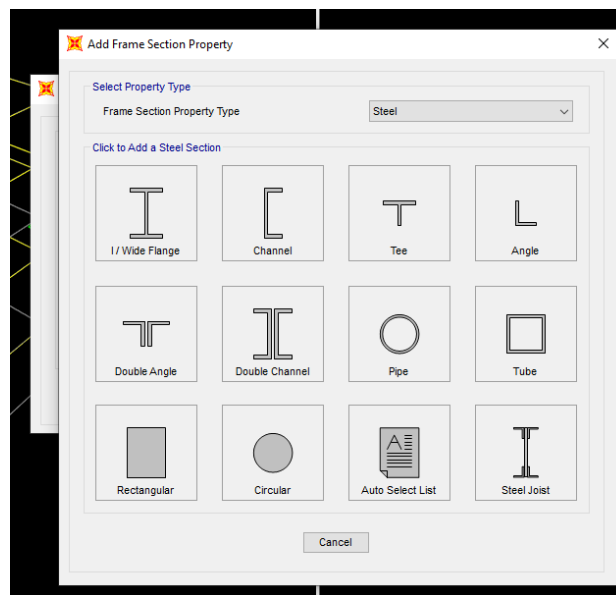 Add Frame Section Property
Select Property Type
Frame Section Property Type
Steel
Click to Add a Steel Section
I / Wide Flange
Channel
Tee
Angle
Double Angle
Double Channel
Pipe
Tube
Rectangular
Circular
A
Auto Select List
Steel Joist
Cancel